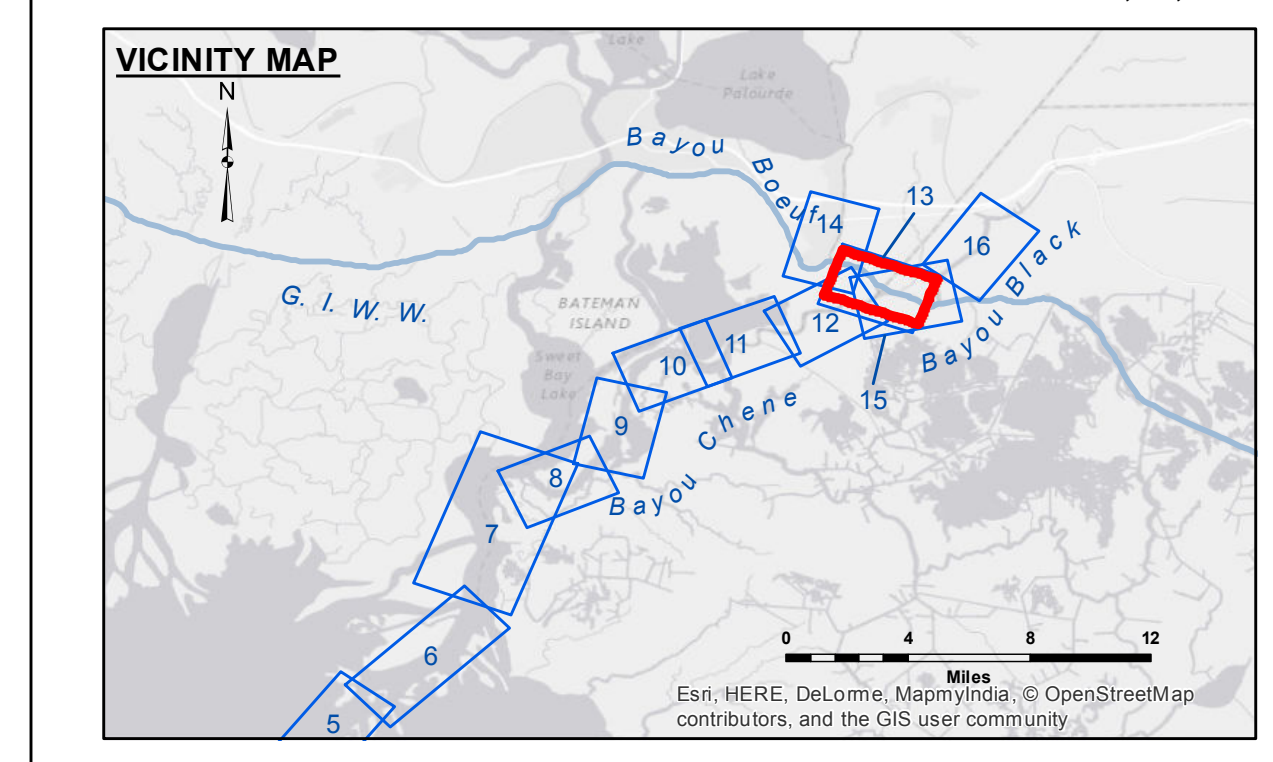 VICINITY MAP
N
Lake
Lake
Palourde
Bayou
Boeuf
13
14
16
Bayou Black
G. I. W. W.
BATEMAN
ISLAND
12
11
10
15
Sweet
Bay
Lake
9
Bayou Chene
8
7
6
5
0 4 8 12
Miles
Esri, HERE, DeLorme, MapmyIndia, © OpenStreetMap
contributors, and the GIS user community